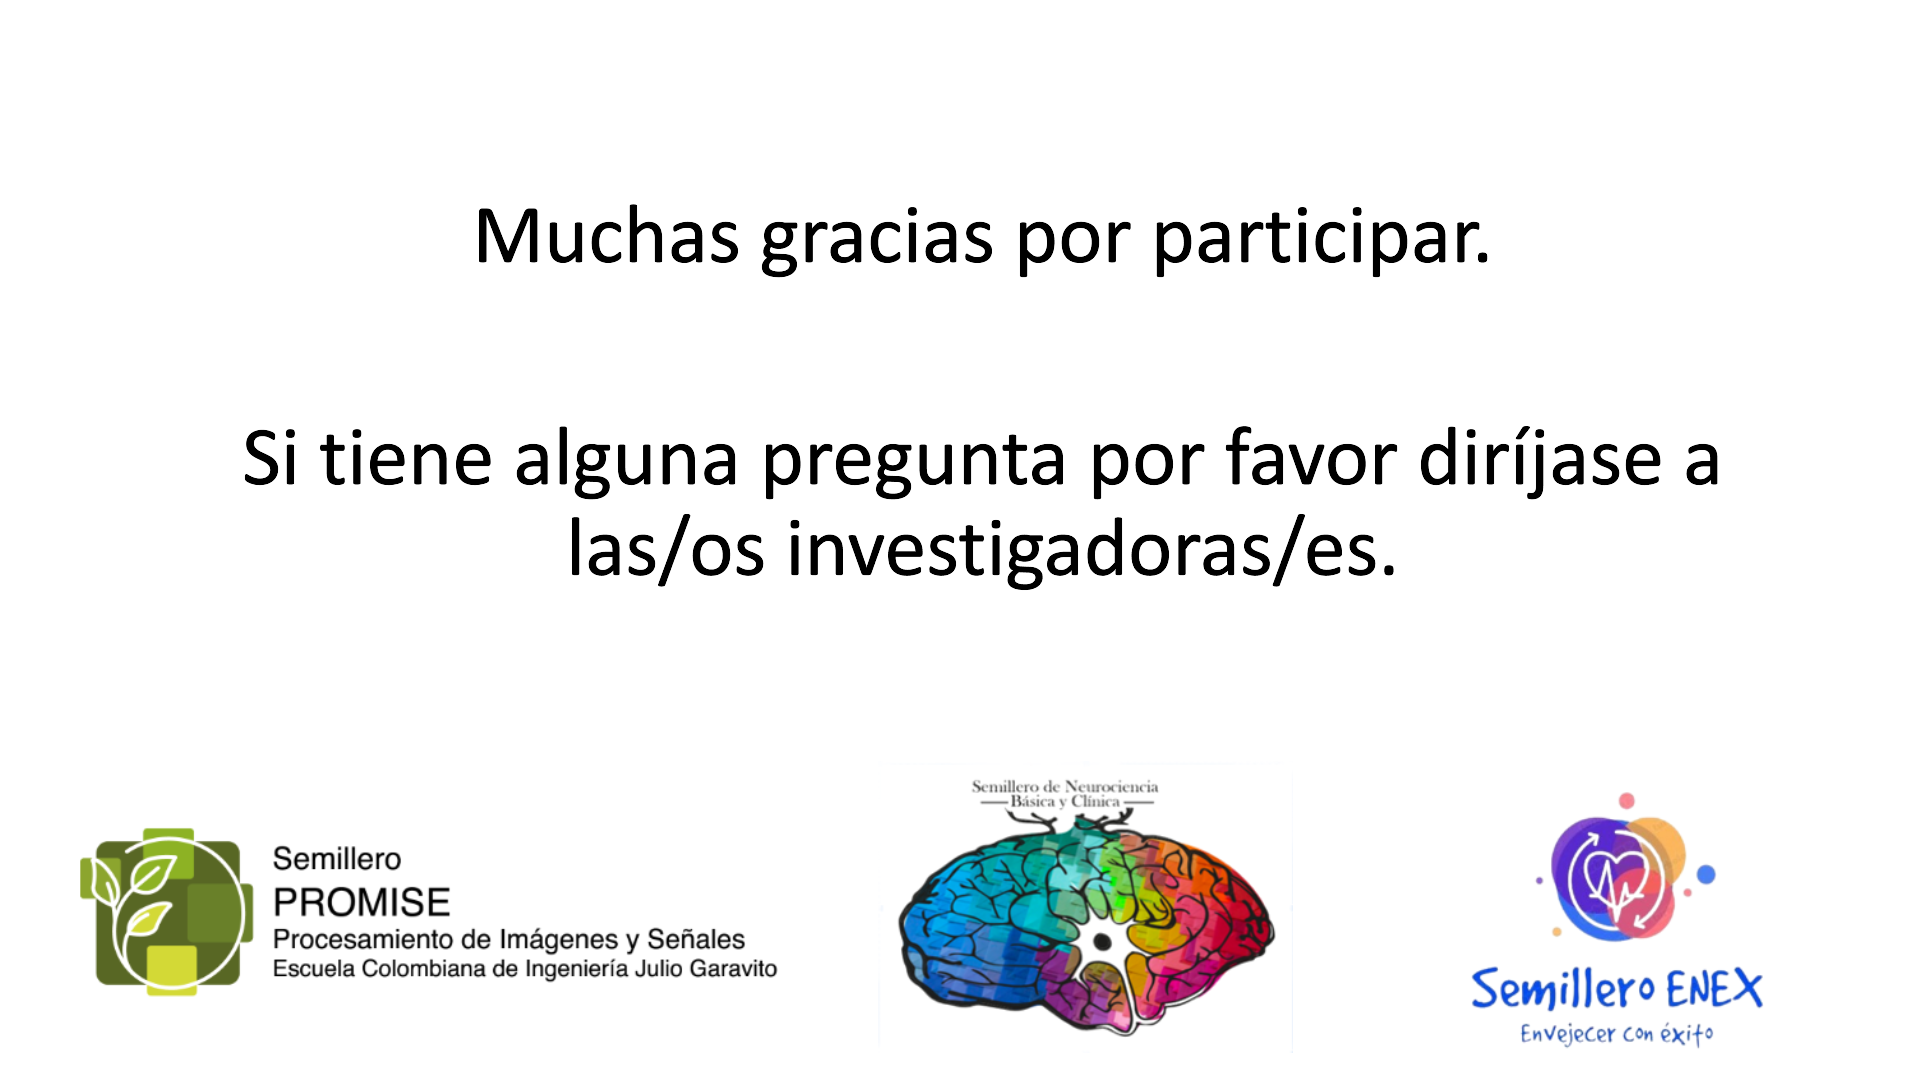 Muchas gracias por participar.
Si tiene alguna pregunta por favor diríjase a
las/os investigadoras/es.
Semillero
PROMISE
Procesamiento de Imágenes y Señales
Escuela Colombiana de Ingeniería Julio Garavito
Semillero de Neurociencia
Básica y Clínica
Semillero ENEX
Envejecer con éxito